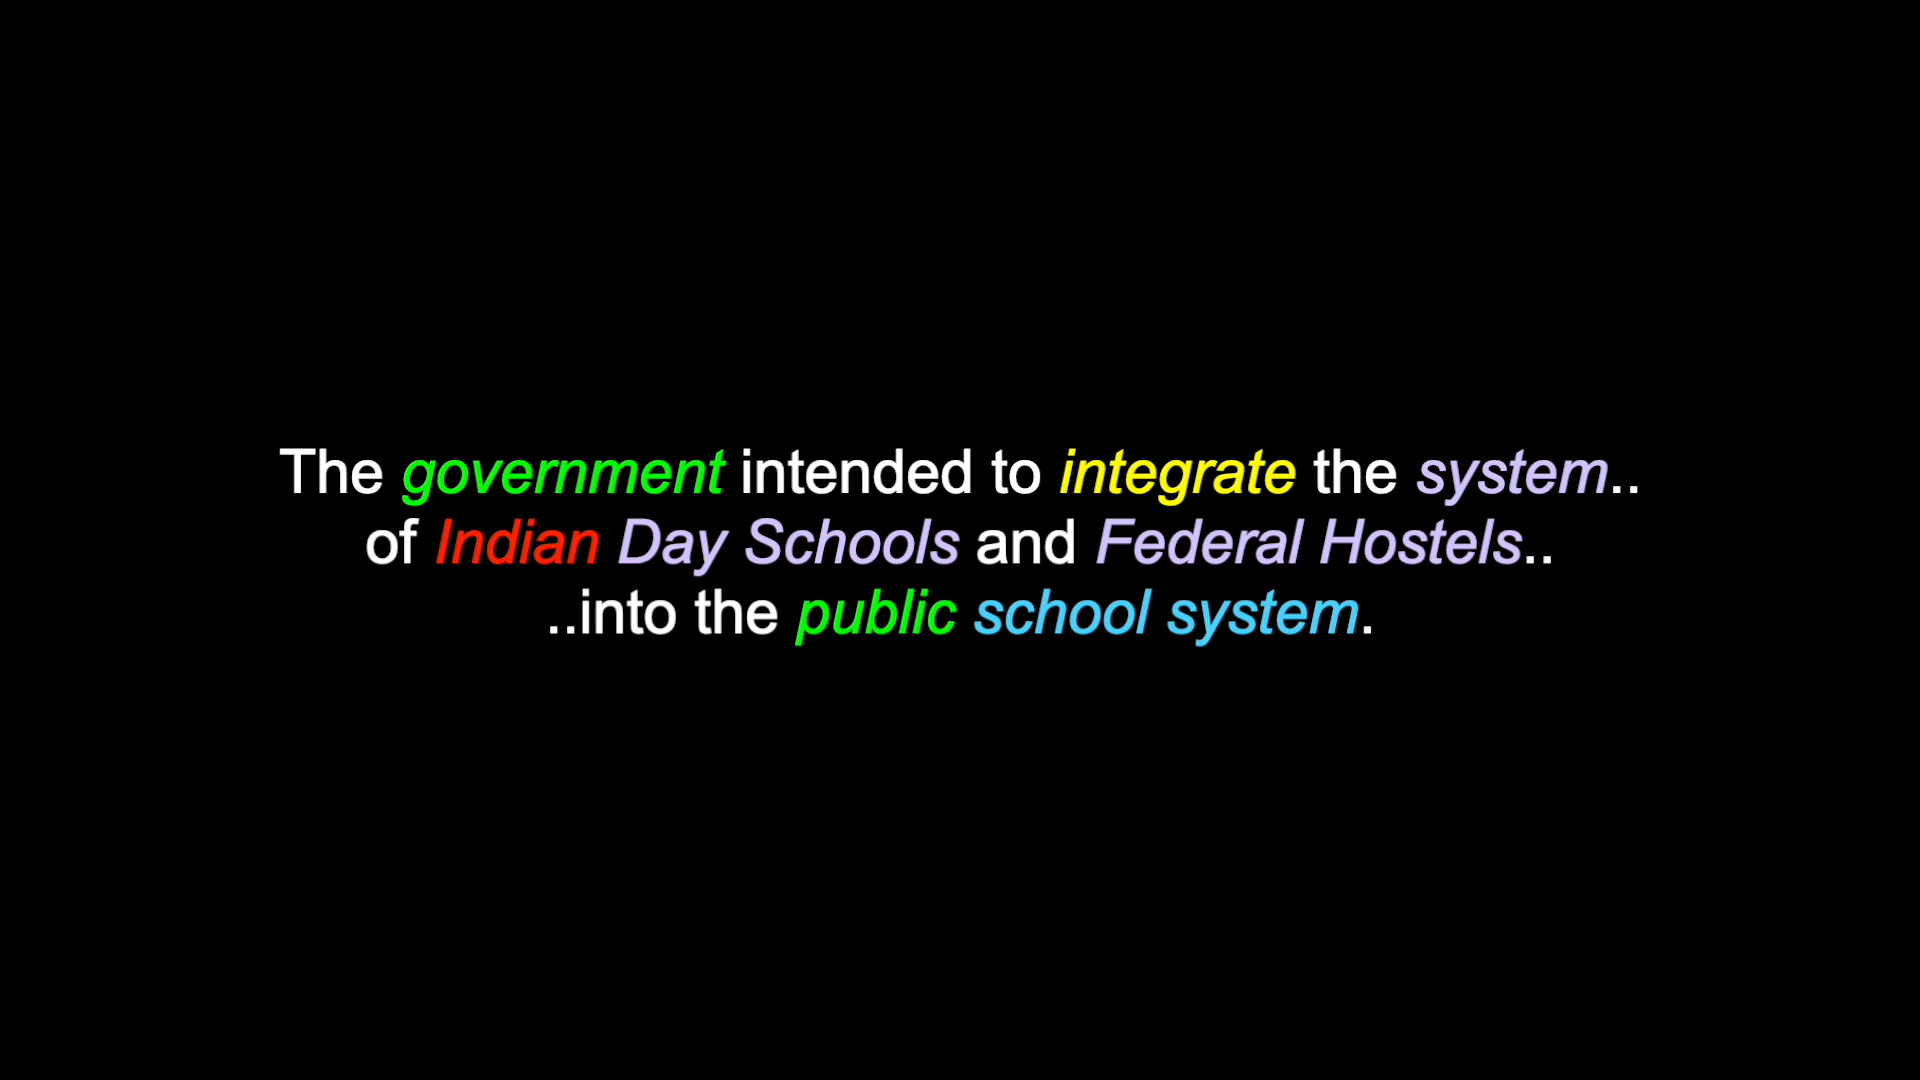 The government intended to integrate the system..
of Indian Day Schools and Federal Hostels..
..into the public school system.